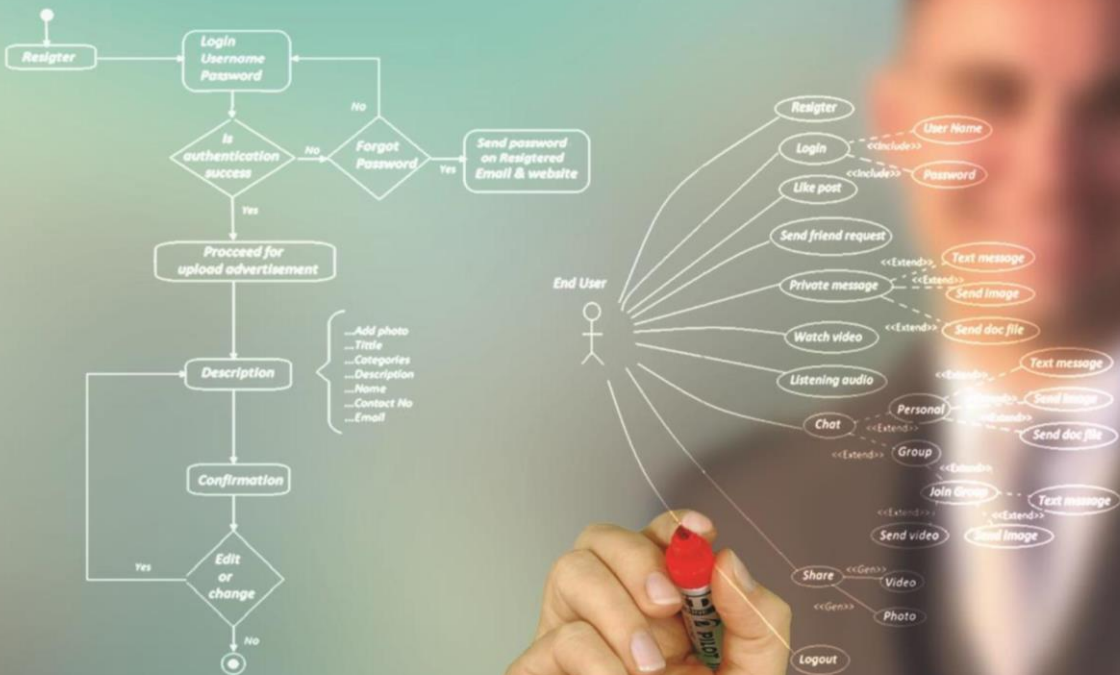 Resigter
Login
Username
Password
No
Is
authentication
success
No
Forgot
Password
Yes
Send password
on Resigtered
Email & website
Yes
Procceed for
upload advertisement
Description
...Add photo
...Tittle
...Categories
...Description
...Name
...Contact No
...Email
Confirmation
Edit
or
change
Yes
No
End User
Resigter
Login
<<Include>>
User Name
<<Include>>
Password
Like post
Send friend request
Private message
<<Extend>>
Text message
<<Extend>>
Send image
<<Extend>>
Send doc file
Watch video
Listening audio
Chat
<<Extend>>
Personal
<<Extend>>
Text message
Send image
<<Extend>>
Send doc file
<<Extend>>
Group
<<Extend>>
Join Group
Text message
<<Extend>>
Send video
<<Extend>>
Send image
Share
<<Gen>>
Video
<<Gen>>
Photo
Logout
PILOT